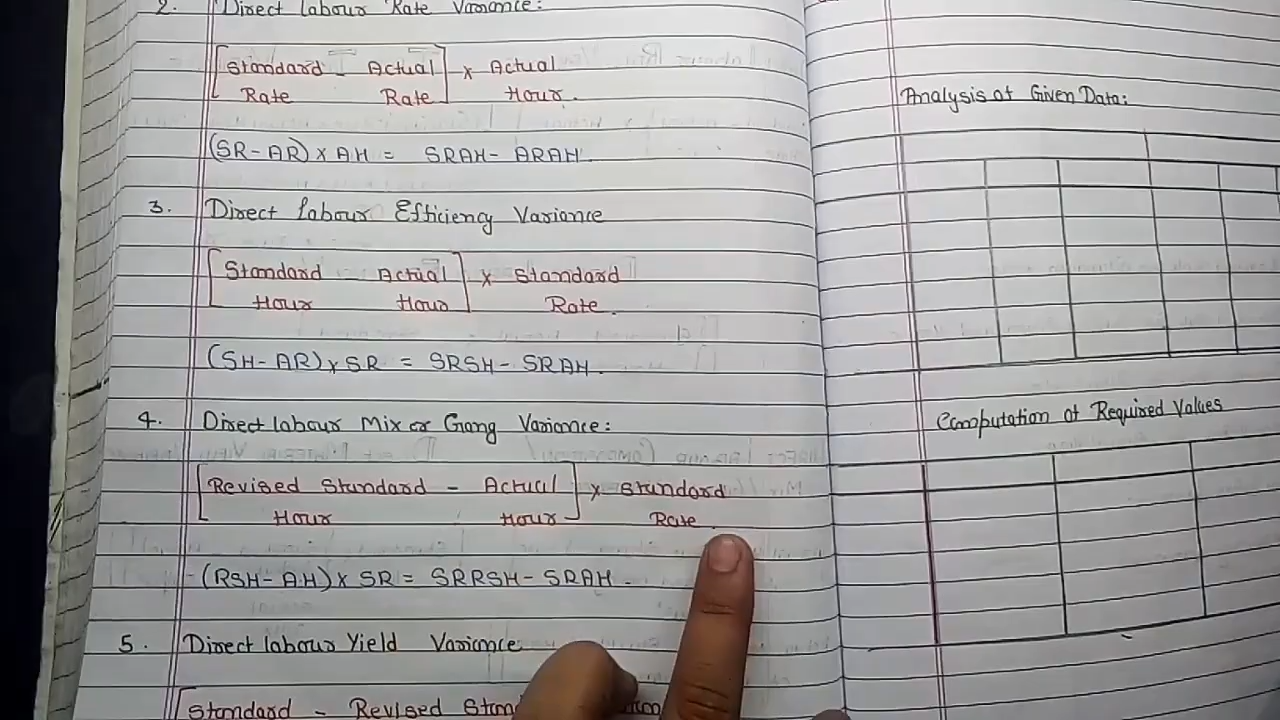 2. Direct Labour Rate Variance:
[Standard - Actual] x Actual
Rate Rate Hour.
(SR-AR) x AH = SRAH - ARAH.
3. Direct Labour Efficiency Variance
[Standard Actual] x Standard
Hour Hour Rate.
(SH-AR) x SR = SRSH - SRAH.
4. Direct labour Mix or Gang Variance:
[Revised Standard - Actual] x Standard
Hour Hour Rate.
(RSH-AH) x SR = SRRSH - SRAH.
5. Direct labour Yield Variance
[Standard - Revised
Analysis of Given Data:
Computation of Required Values